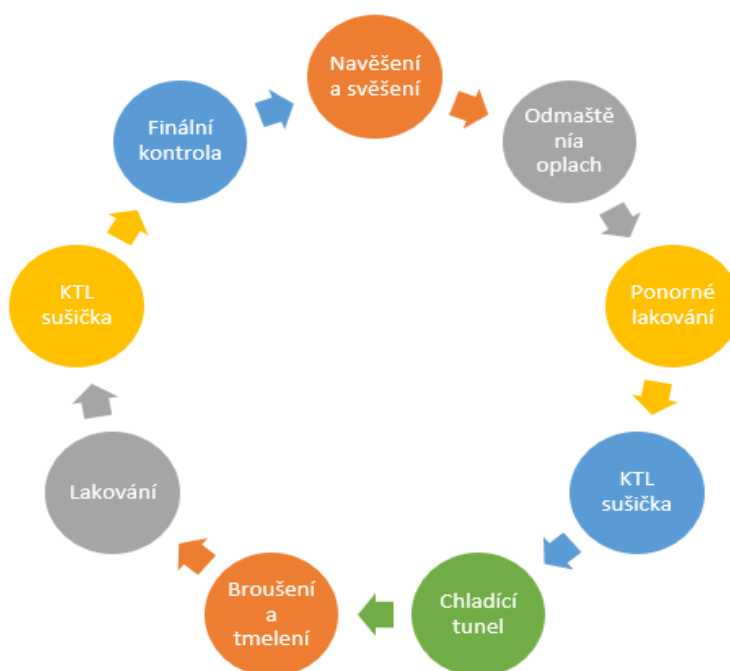 Navěšení
a svěšení
Odmaště
nía
oplach
Ponorné
lakování
KTL
sušička
Chladící
tunel
Broušení
a
tmelení
Lakování
KTL
sušička
Finální
kontrola